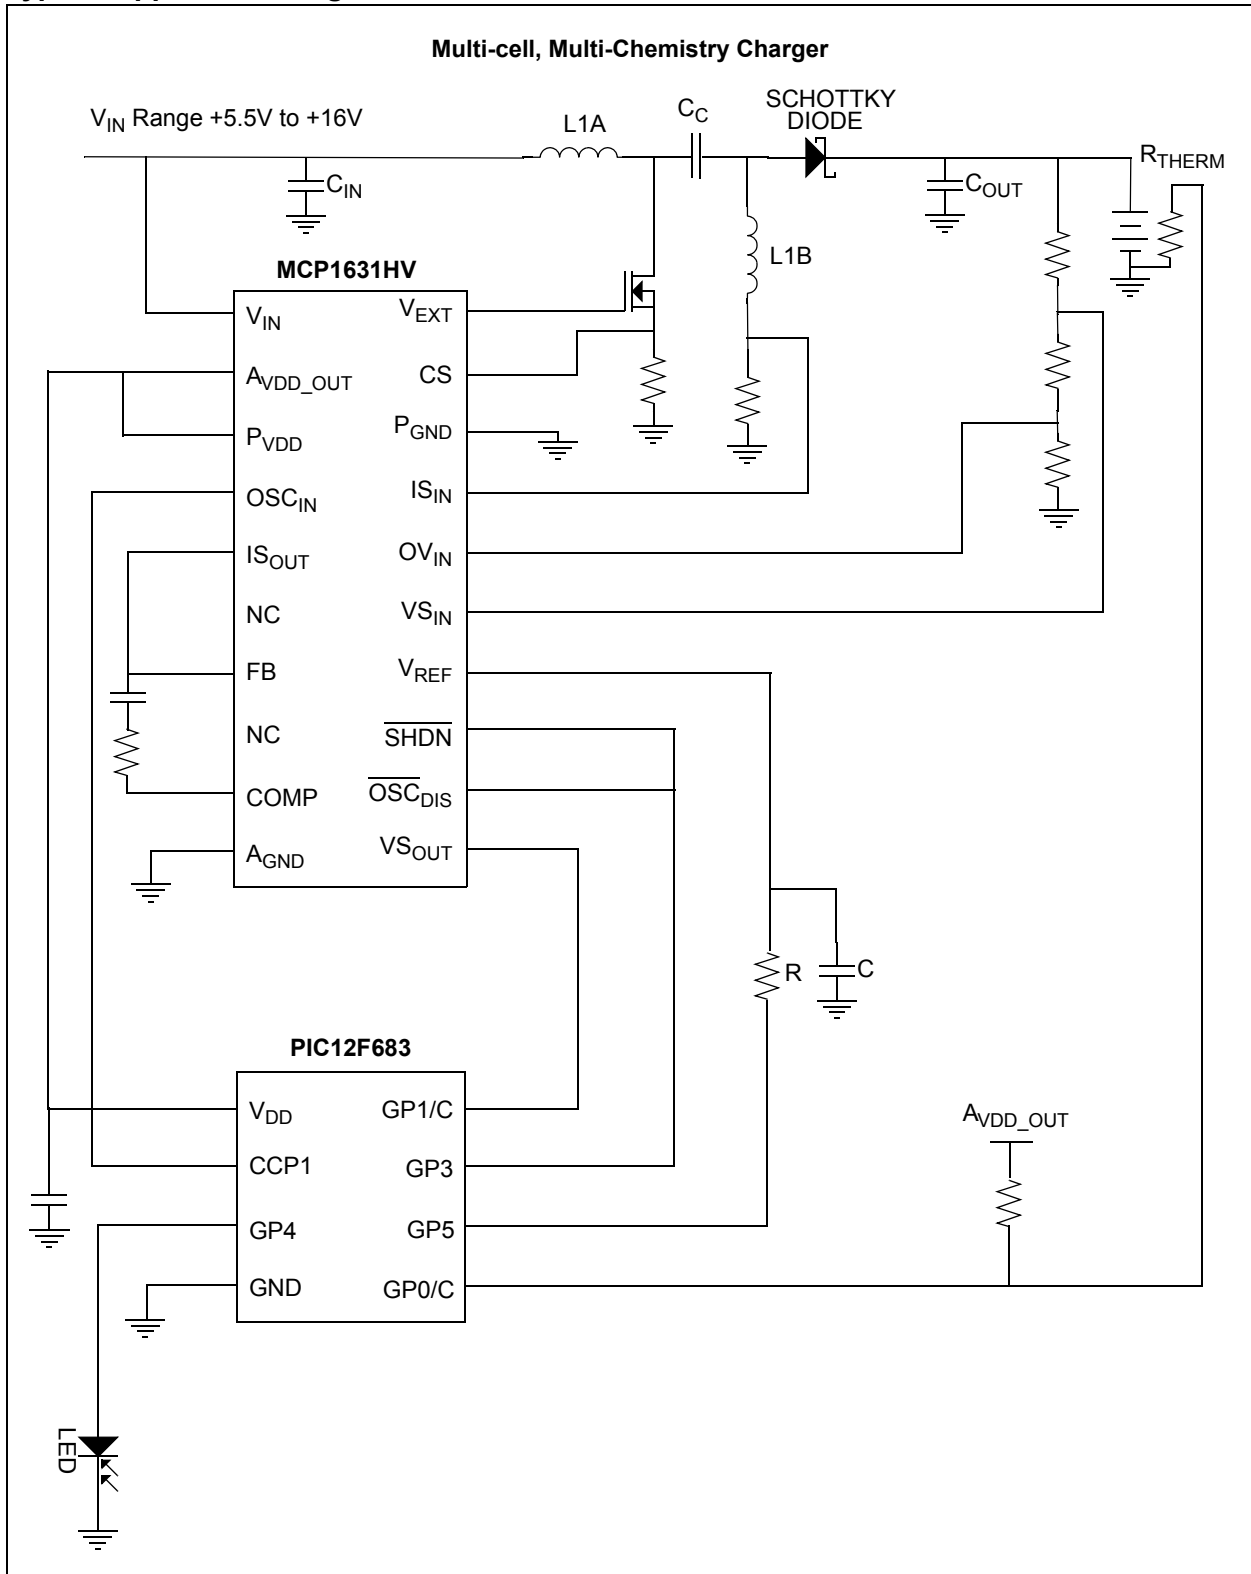 Multi-cell, Multi-Chemistry Charger
VIN Range +5.5V to +16V
L1A
CC
SCHOTTKY
DIODE
RTHERM
CIN
COUT
L1B
MCP1631HV
VIN
VEXT
AVDD_OUT
CS
PVDD
PGND
OSCIN
ISIN
ISOUT
OVIN
NC
VSIN
FB
VREF
NC
SHDN
COMP
OSCDIS
AGND
VSOUT
R
C
PIC12F683
VDD
GP1/C
AVDD_OUT
CCP1
GP3
GP4
GP5
GND
GP0/C
LED